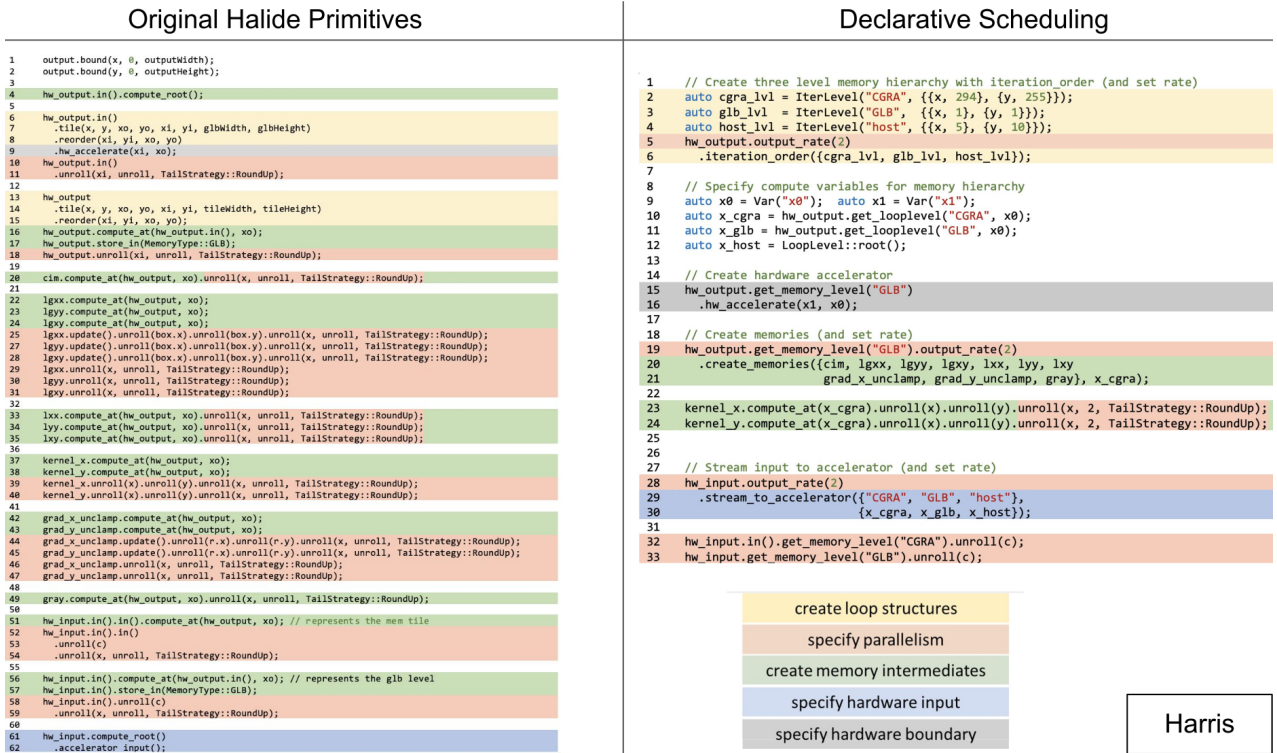 Original Halide Primitives
1 output.bound(x, 0, outputWidth);
2 output.bound(y, 0, outputHeight);
3
4 hw_output.in().compute_root();
5
6 hw_output.in()
7 .tile(x, y, xo, yo, xi, yi, glbWidth, glbHeight)
8 .reorder(xi, yi, xo, yo)
9 .hw_accelerate(xi, xo);
10 hw_output.in()
11 .unroll(xi, unroll, TailStrategy::RoundUp);
12
13 hw_output
14 .tile(x, y, xo, yo, xi, yi, tileWidth, tileHeight)
15 .reorder(xi, yi, xo, yo);
16 hw_output.compute_at(hw_output.in(), xo);
17 hw_output.store_in(MemoryType::GLB);
18 hw_output.unroll(xi, unroll, TailStrategy::RoundUp);
19
20 cim.compute_at(hw_output, xo).unroll(x, unroll, TailStrategy::RoundUp);
21
22 lgxx.compute_at(hw_output, xo);
23 lgyy.compute_at(hw_output, xo);
24 lgxy.compute_at(hw_output, xo);
25 lgxx.update().unroll(box.x).unroll(box.y).unroll(x, unroll, TailStrategy::RoundUp);
27 lgyy.update().unroll(box.x).unroll(box.y).unroll(x, unroll, TailStrategy::RoundUp);
28 lgxy.update().unroll(box.x).unroll(box.y).unroll(x, unroll, TailStrategy::RoundUp);
29 lgxx.unroll(x, unroll, TailStrategy::RoundUp);
30 lgyy.unroll(x, unroll, TailStrategy::RoundUp);
31 lgxy.unroll(x, unroll, TailStrategy::RoundUp);
32
33 lxx.compute_at(hw_output, xo).unroll(x, unroll, TailStrategy::RoundUp);
34 lyy.compute_at(hw_output, xo).unroll(x, unroll, TailStrategy::RoundUp);
35 lxy.compute_at(hw_output, xo).unroll(x, unroll, TailStrategy::RoundUp);
36
37 kernel_x.compute_at(hw_output, xo);
38 kernel_y.compute_at(hw_output, xo);
39 kernel_x.unroll(x).unroll(y).unroll(x, unroll, TailStrategy::RoundUp);
40 kernel_y.unroll(x).unroll(y).unroll(x, unroll, TailStrategy::RoundUp);
41
42 grad_x_unclamp.compute_at(hw_output, xo);
43 grad_y_unclamp.compute_at(hw_output, xo);
44 grad_x_unclamp.update().unroll(r.x).unroll(r.y).unroll(x, unroll, TailStrategy::RoundUp);
45 grad_y_unclamp.update().unroll(r.x).unroll(r.y).unroll(x, unroll, TailStrategy::RoundUp);
46 grad_x_unclamp.unroll(x, unroll, TailStrategy::RoundUp);
47 grad_y_unclamp.unroll(x, unroll, TailStrategy::RoundUp);
48
49 gray.compute_at(hw_output, xo).unroll(x, unroll, TailStrategy::RoundUp);
50
51 hw_input.in().in().compute_at(hw_output, xo); // represents the mem tile
52 hw_input.in().in()
53 .unroll(c)
54 .unroll(x, unroll, TailStrategy::RoundUp);
55
56 hw_input.in().compute_at(hw_output.in(), xo); // represents the glb level
57 hw_input.in().store_in(MemoryType::GLB);
58 hw_input.in().unroll(c)
59 .unroll(x, unroll, TailStrategy::RoundUp);
60
61 hw_input.compute_root()
62 .accelerator_input();
Declarative Scheduling
1 // Create three level memory hierarchy with iteration_order (and set rate)
2 auto cgra_lvl = IterLevel("CGRA", {{x, 294}, {y, 255}});
3 auto glb_lvl = IterLevel("GLB", {{x, 1}, {y, 1}});
4 auto host_lvl = IterLevel("host", {{x, 5}, {y, 10}});
5 hw_output.output_rate(2)
6 .iteration_order({cgra_lvl, glb_lvl, host_lvl});
7
8 // Specify compute variables for memory hierarchy
9 auto x0 = Var("x0"); auto x1 = Var("x1");
10 auto x_cgra = hw_output.get_looplevel("CGRA", x0);
11 auto x_glb = hw_output.get_looplevel("GLB", x0);
12 auto x_host = LoopLevel::root();
13
14 // Create hardware accelerator
15 hw_output.get_memory_level("GLB")
16 .hw_accelerate(x1, x0);
17
18 // Create memories (and set rate)
19 hw_output.get_memory_level("GLB").output_rate(2)
20 .create_memories({cim, lgxx, lgyy, lgxy, lxx, lyy, lxy
21 grad_x_unclamp, grad_y_unclamp, gray}, x_cgra);
22
23 kernel_x.compute_at(x_cgra).unroll(x).unroll(y).unroll(x, 2, TailStrategy::RoundUp);
24 kernel_y.compute_at(x_cgra).unroll(x).unroll(y).unroll(x, 2, TailStrategy::RoundUp);
25
26
27 // Stream input to accelerator (and set rate)
28 hw_input.output_rate(2)
29 .stream_to_accelerator({"CGRA", "GLB", "host"},
30 {x_cgra, x_glb, x_host});
31
32 hw_input.in().get_memory_level("CGRA").unroll(c);
33 hw_input.get_memory_level("GLB").unroll(c);
create loop structures
specify parallelism
create memory intermediates
specify hardware input
specify hardware boundary
Harris